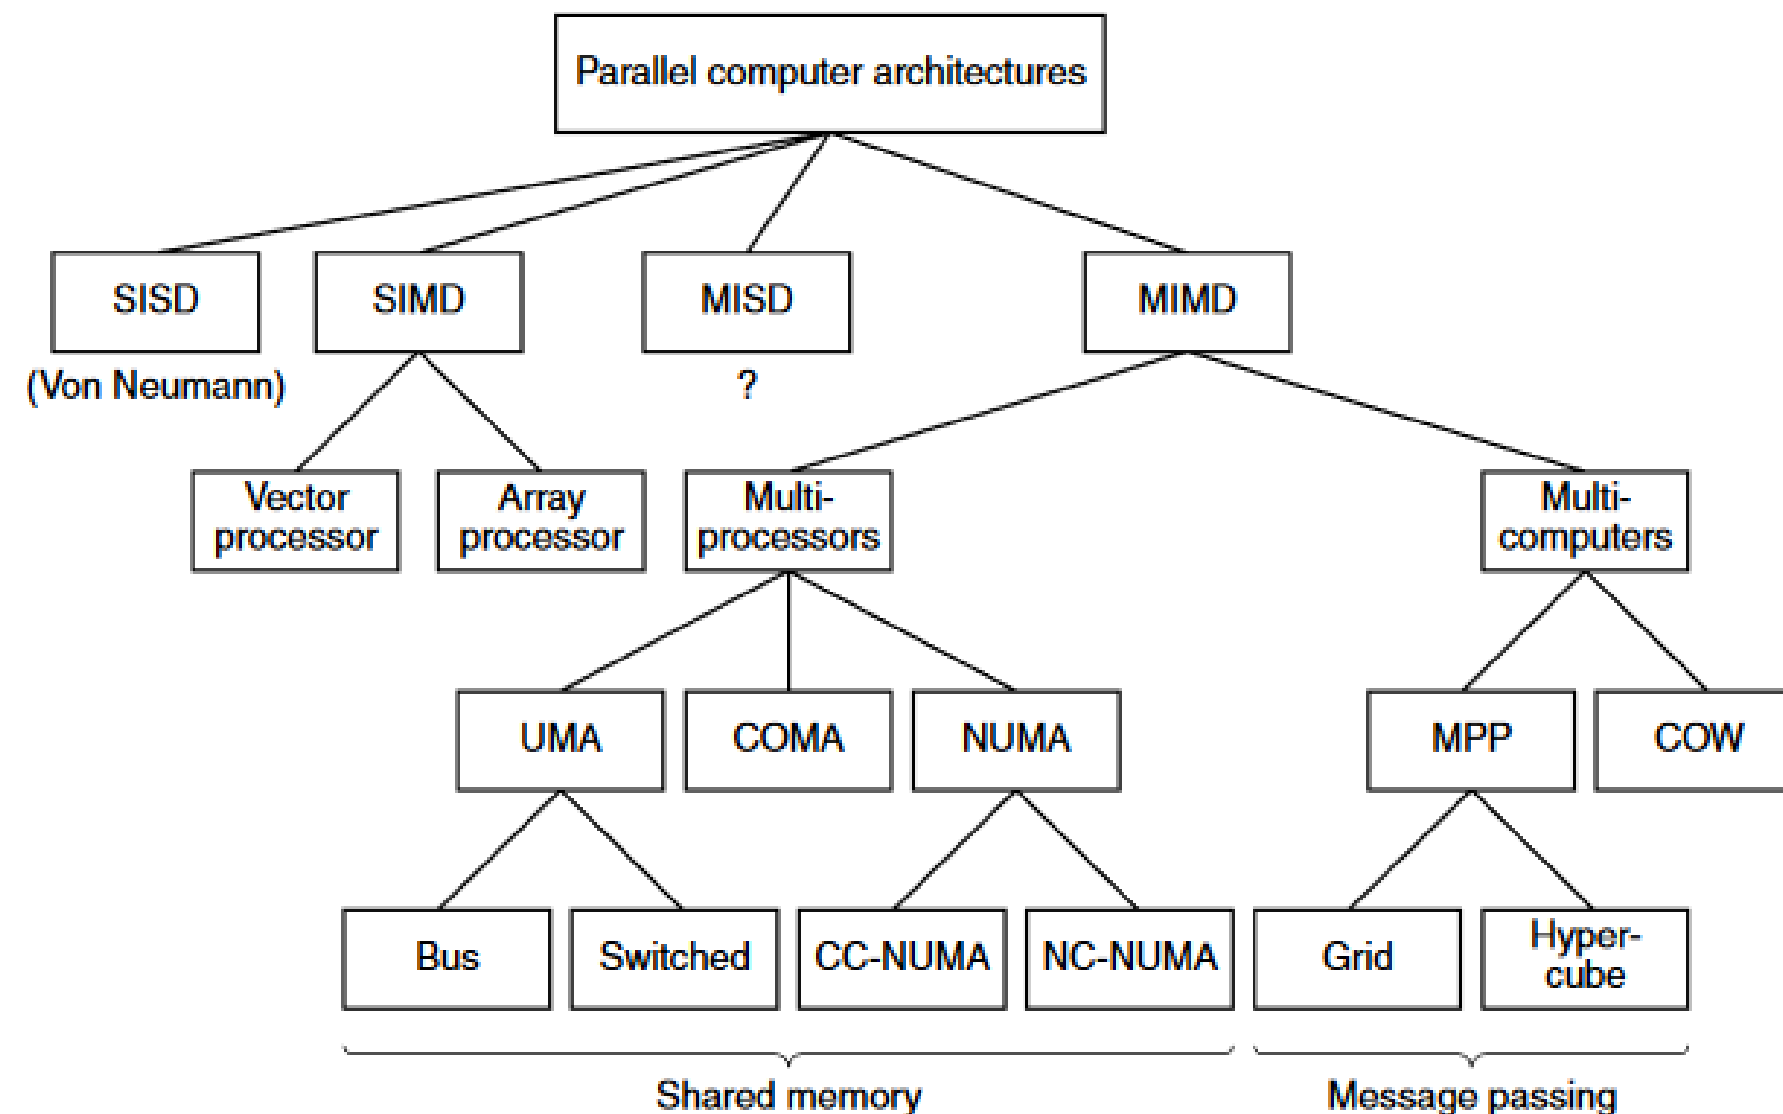 Parallel computer architectures
SISD
SIMD
MISD
MIMD
(Von Neumann)
?
Vector
processor
Array
processor
Multi-
processors
Multi-
computers
UMA
COMA
NUMA
MPP
COW
Bus
Switched
CC-NUMA
NC-NUMA
Grid
Hyper-
cube
Shared memory
Message passing